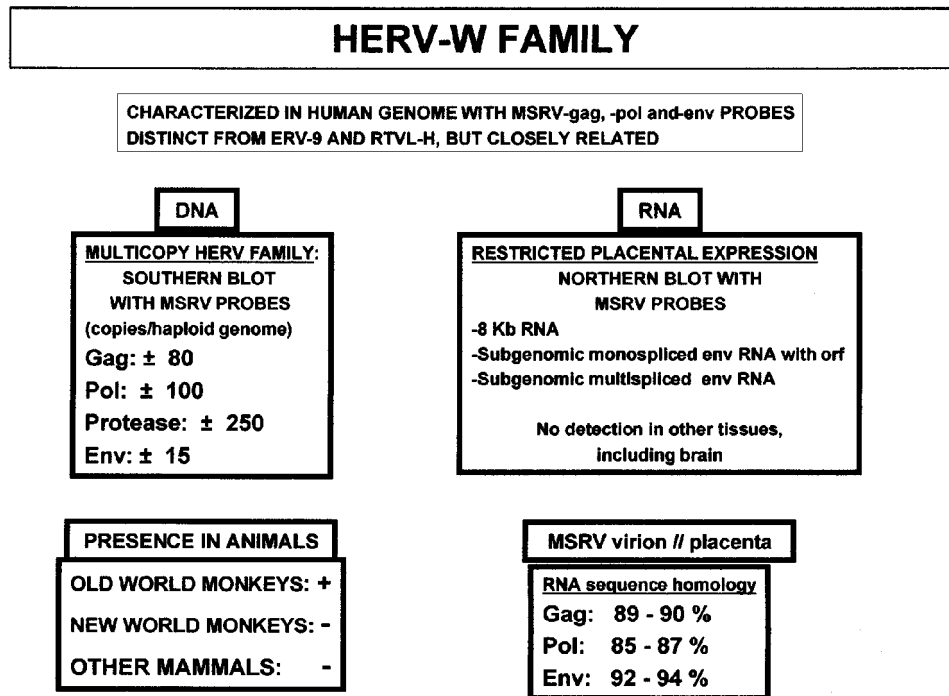 HERV-W FAMILY
CHARACTERIZED IN HUMAN GENOME WITH MSRV-gag, -pol and-env PROBES
DISTINCT FROM ERV-9 AND RTVL-H, BUT CLOSELY RELATED
DNA
MULTICOPY HERV FAMILY:
SOUTHERN BLOT
WITH MSRV PROBES
(copies/haploid genome)
Gag: ± 80
Pol: ± 100
Protease: ± 250
Env: ± 15
RNA
RESTRICTED PLACENTAL EXPRESSION
NORTHERN BLOT WITH
MSRV PROBES
-8 Kb RNA
-Subgenomic monospliced env RNA with orf
-Subgenomic multispliced env RNA
No detection in other tissues,
including brain
PRESENCE IN ANIMALS
OLD WORLD MONKEYS: +
NEW WORLD MONKEYS: -
OTHER MAMMALS: -
MSRV virion // placenta
RNA sequence homology
Gag: 89 - 90 %
Pol: 85 - 87 %
Env: 92 - 94 %